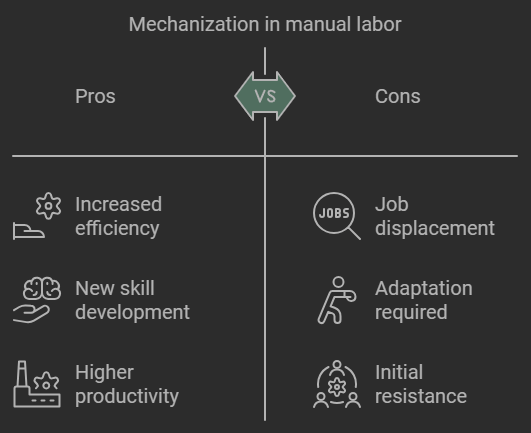 Mechanization in manual labor
Pros
VS
Cons
Increased
efficiency
New skill
development
Higher
productivity
JOBS
Job
displacement
Adaptation
required
Initial
resistance